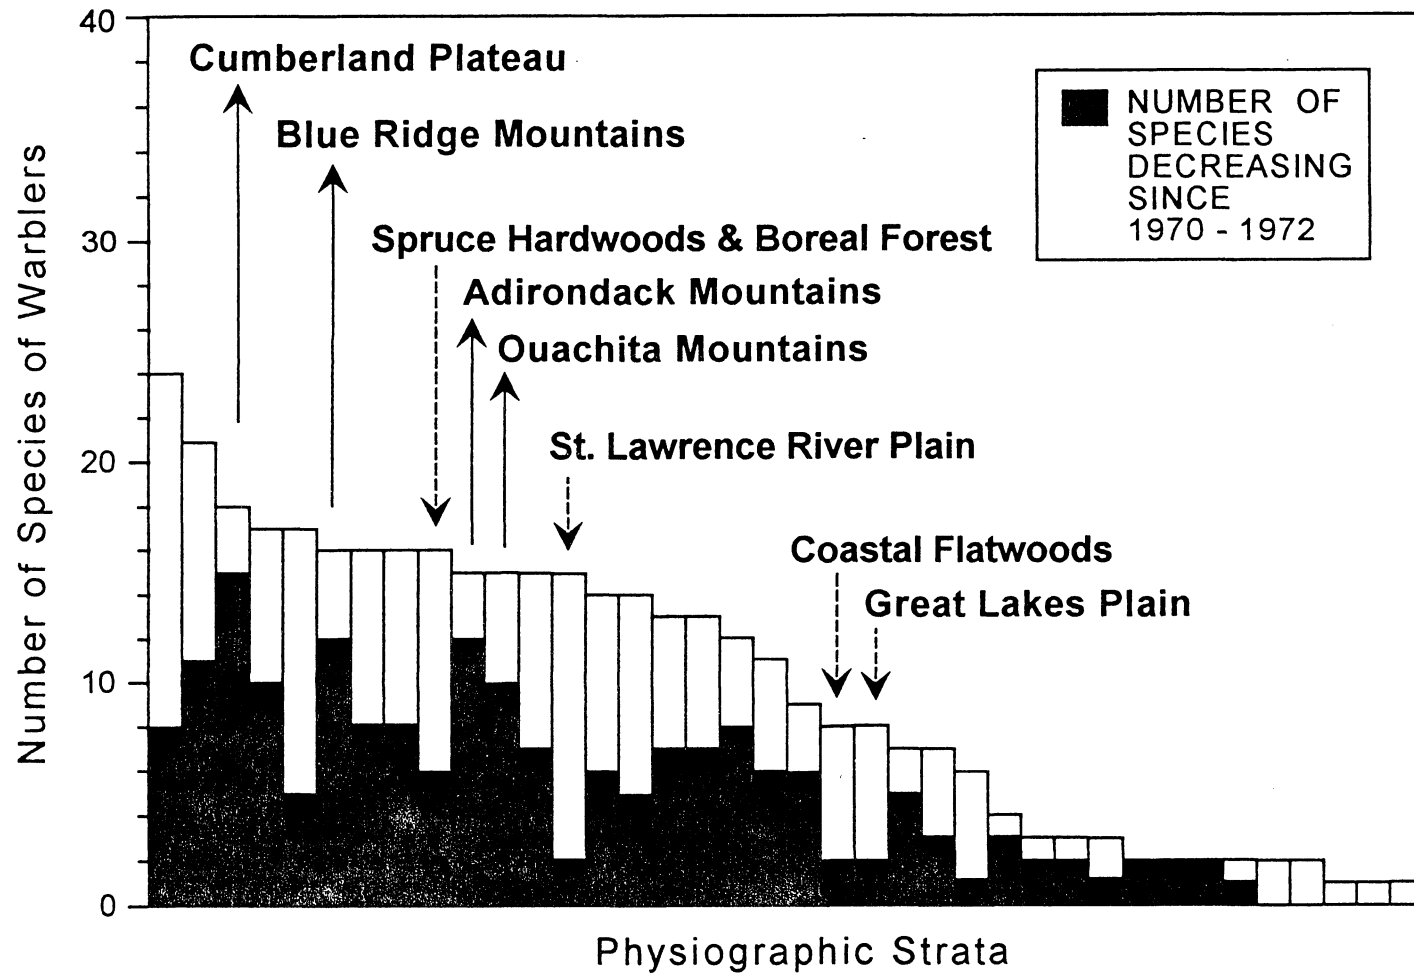 40
Cumberland Plateau
NUMBER OF
SPECIES
DECREASING
SINCE
1970 - 1972
Blue Ridge Mountains
30
Spruce Hardwoods & Boreal Forest
Adirondack Mountains
Ouachita Mountains
20
St. Lawrence River Plain
Coastal Flatwoods
Great Lakes Plain
10
0
Number of Species of Warblers
Physiographic Strata